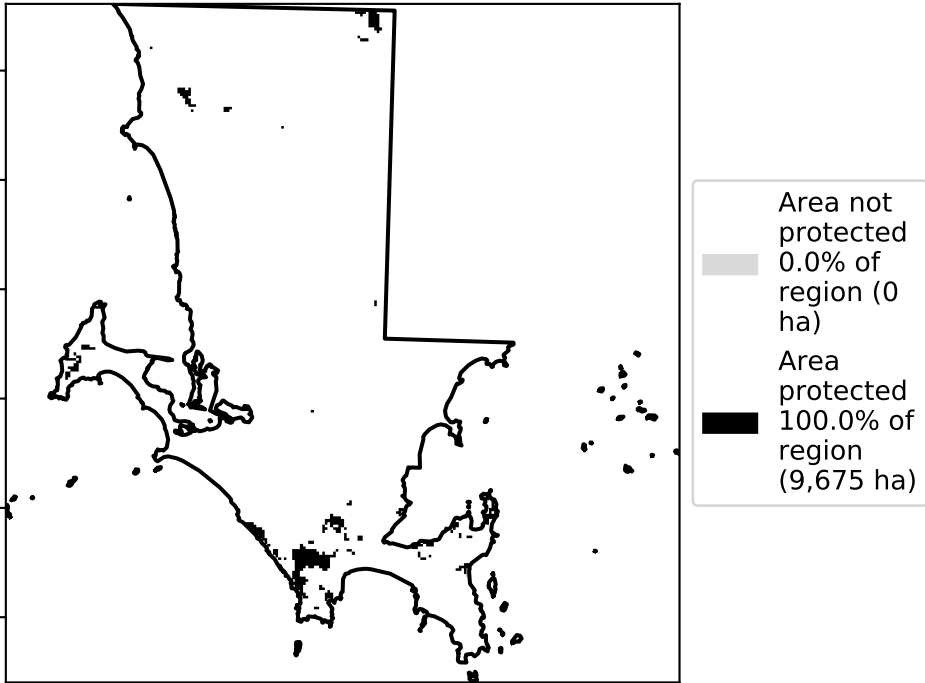 Area not
protected
0.0% of
region (0
ha)
Area
protected
100.0% of
region
(9,675 ha)